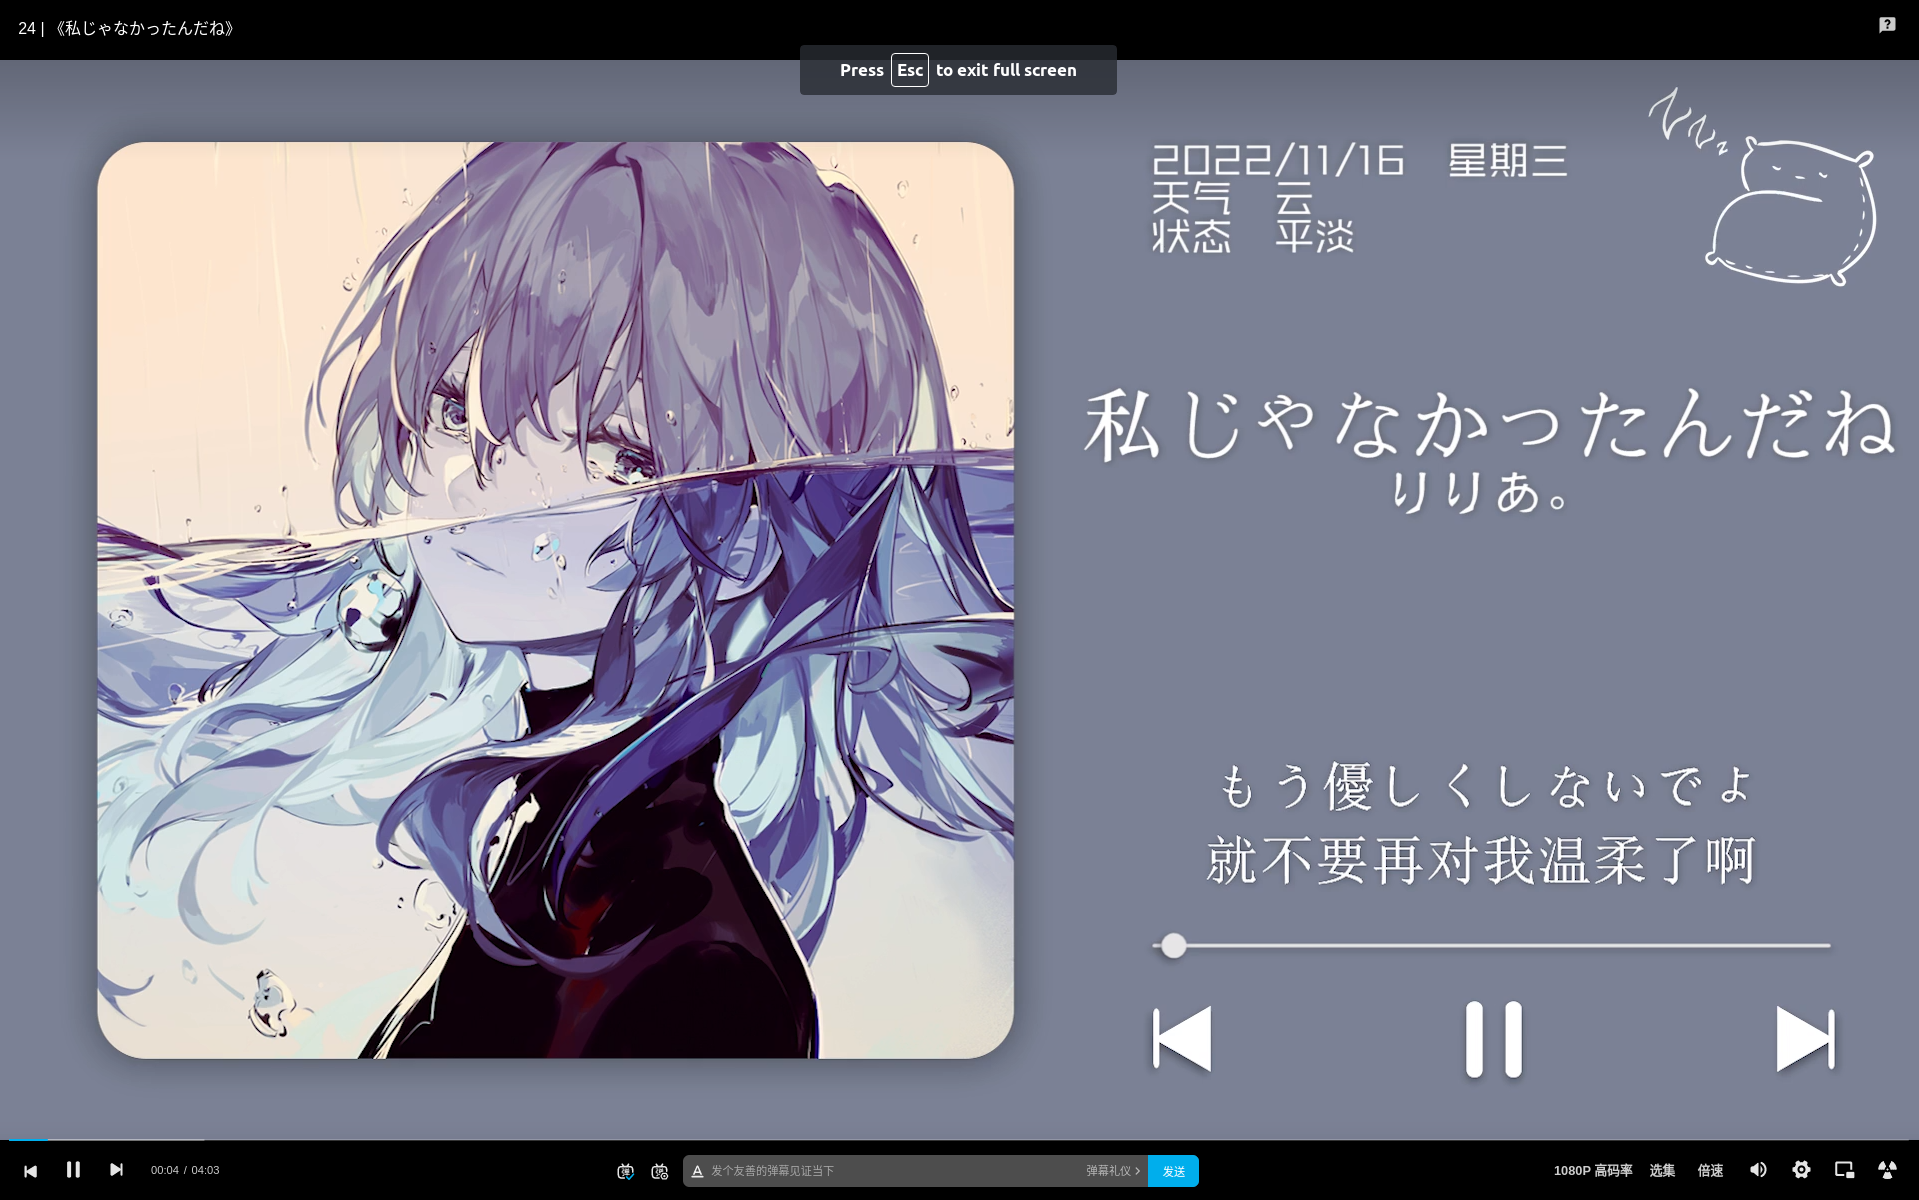 24 | 《私じゃなかったんだね》
Press Esc to exit full screen
2022/11/16 星期三
天气 云
状态 平淡
私じゃなかったんだね
りりあ。
もう優しくしないでよ
就不要再对我温柔了啊
00:04 / 04:03
发个友善的弹幕见证当下
弹幕礼仪
发送
1080P 高码率
选集
倍速